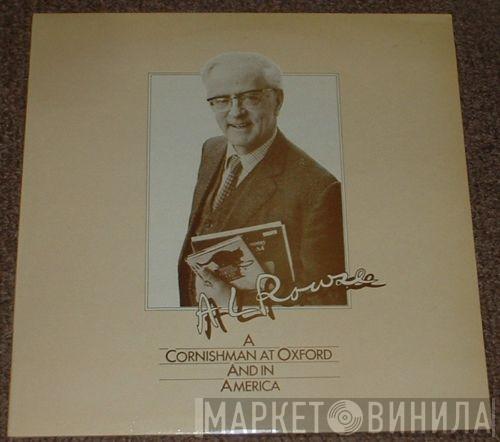 A L Rowse
A
CORNISHMAN AT OXFORD
AND IN
AMERICA
МАРКЕТ ВИНИЛА